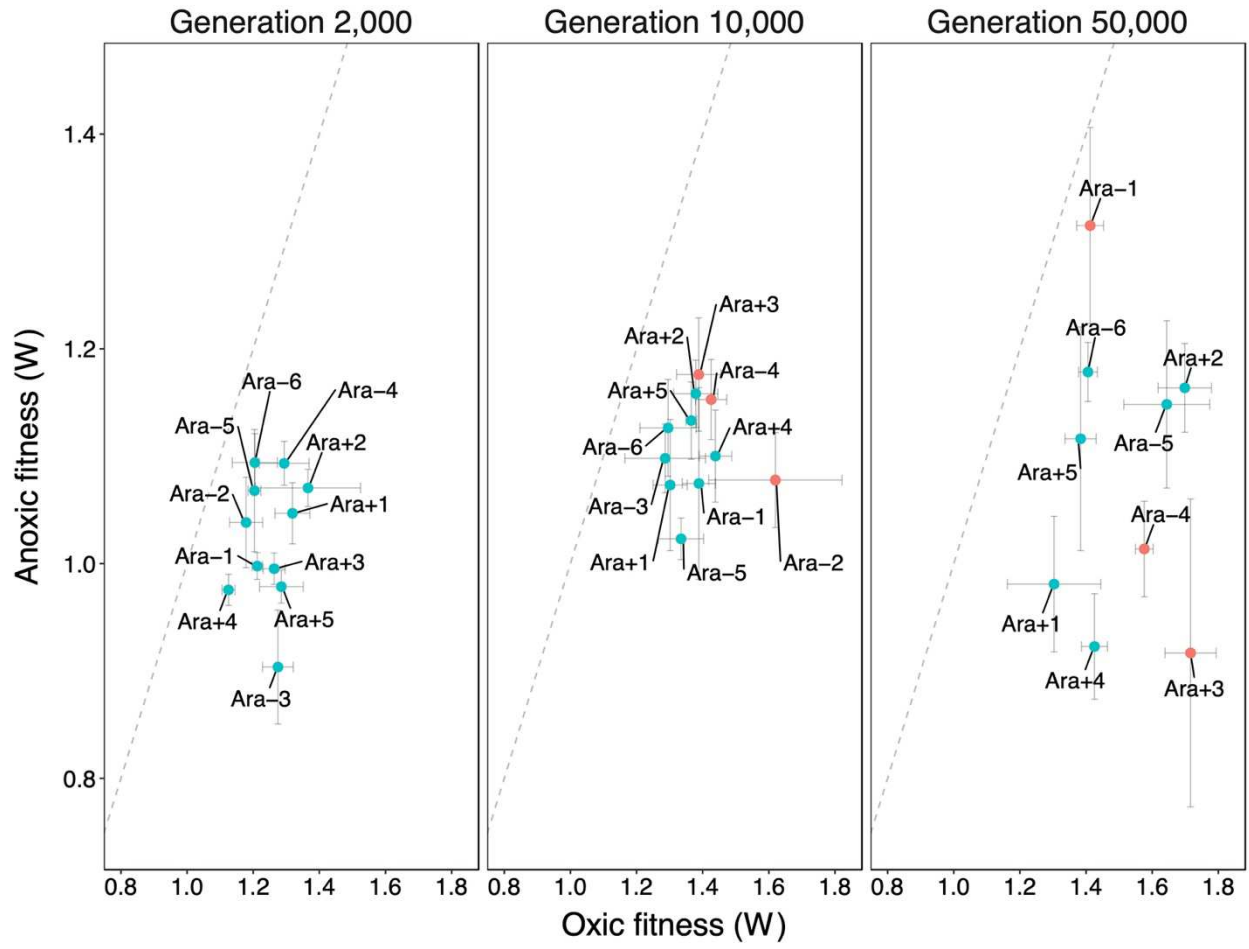 Generation 2,000
Generation 10,000
Generation 50,000
Anoxic fitness (W)
1.4
1.2
1.0
0.8
Ara−6
Ara−4
Ara−5
Ara+2
Ara−2
Ara+1
Ara−1
Ara+3
Ara+4
Ara+5
Ara−3
Ara+3
Ara+2
Ara−4
Ara+5
Ara+4
Ara−6
Ara−3
Ara−1
Ara+1
Ara−5
Ara−2
Ara−1
Ara−6
Ara+2
Ara−5
Ara+5
Ara−4
Ara+1
Ara+4
Ara+3
0.8 1.0 1.2 1.4 1.6 1.8
0.8 1.0 1.2 1.4 1.6 1.8
0.8 1.0 1.2 1.4 1.6 1.8
Oxic fitness (W)